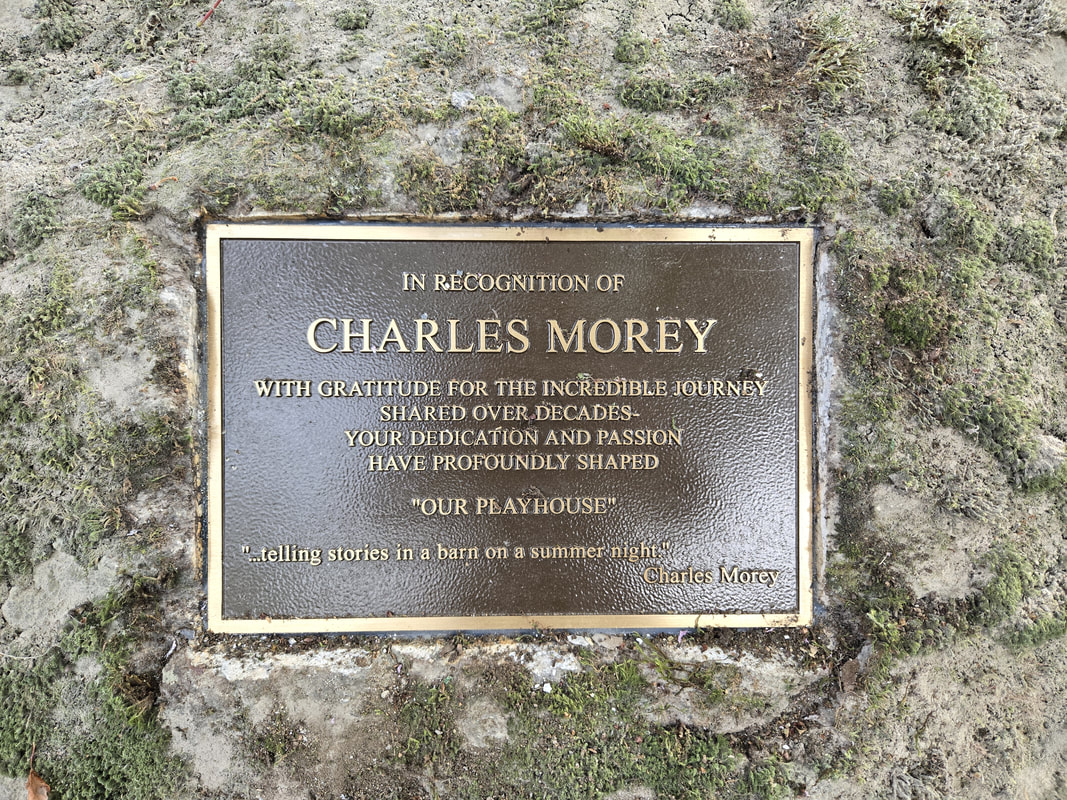 IN RECOGNITION OF
CHARLES MOREY
WITH GRATITUDE FOR THE INCREDIBLE JOURNEY
SHARED OVER DECADES-
YOUR DEDICATION AND PASSION
HAVE PROFOUNDLY SHAPED
"OUR PLAYHOUSE"
"...telling stories in a barn on a summer night."
Charles Morey